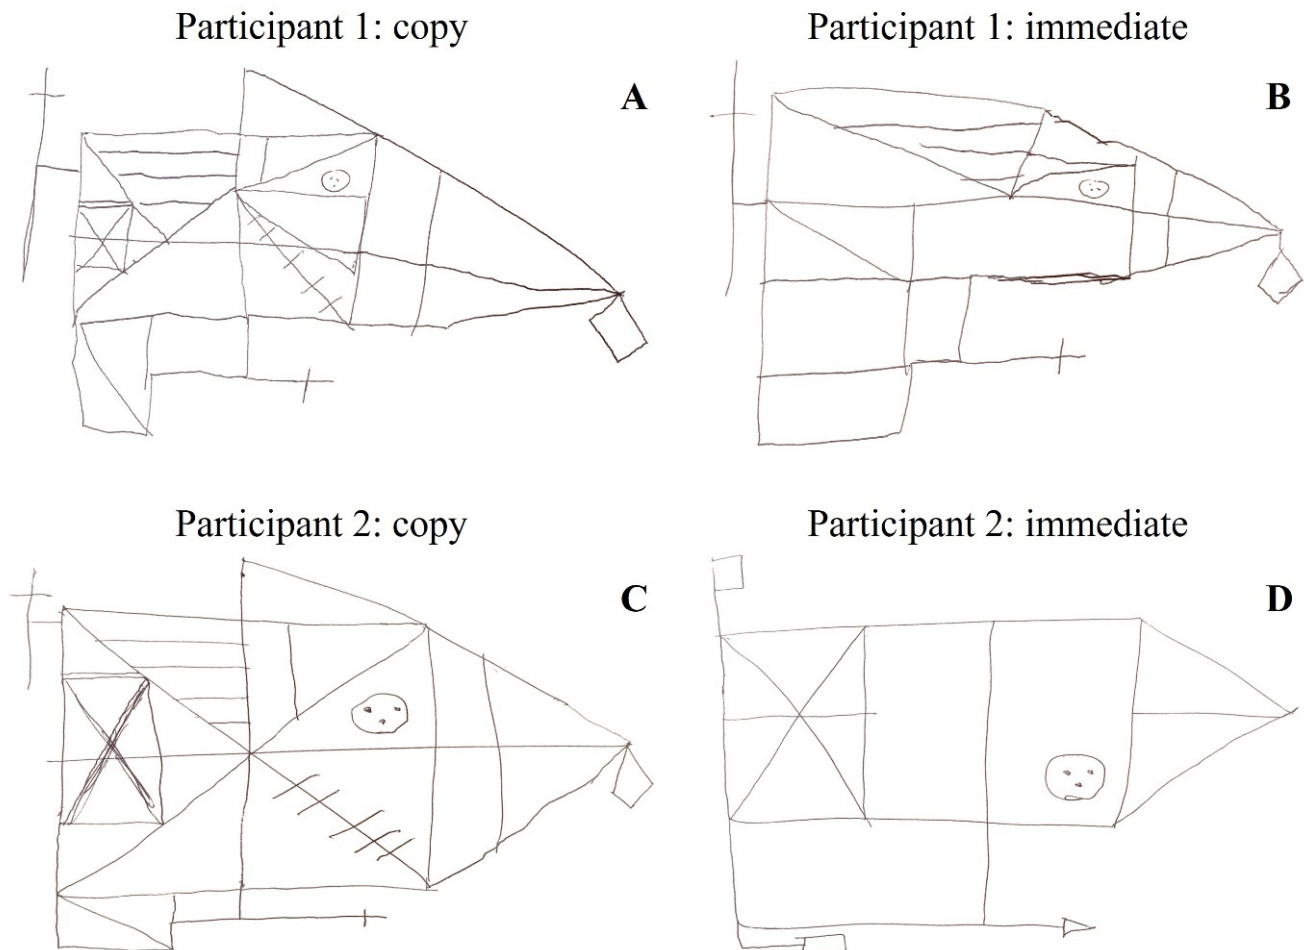 Participant 1: copy
Participant 1: immediate
A
B
Participant 2: copy
Participant 2: immediate
C
D